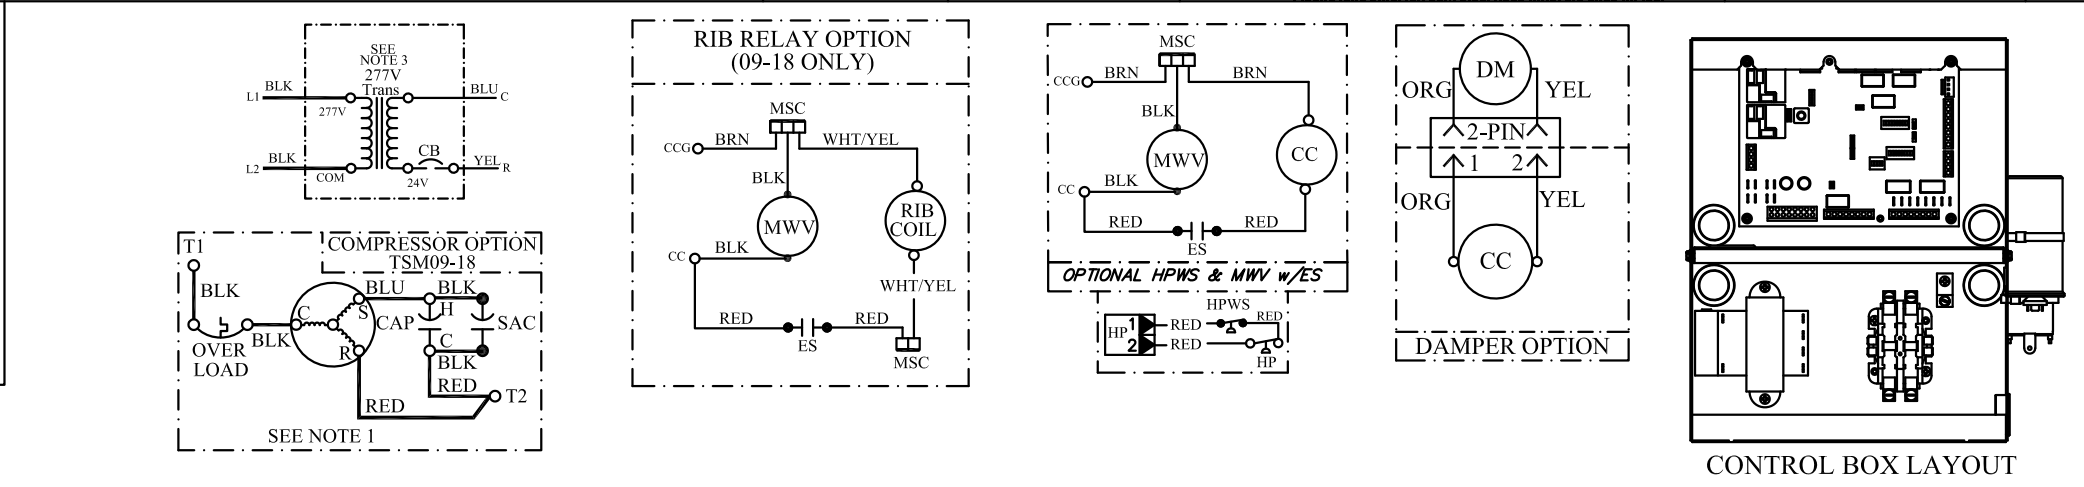 SEE
NOTE 3
277V
Trans
BLK
L1
277V
BLU
C
BLK
L2
COM
CB
24V
YEL
R
COMPRESSOR OPTION
TSM09-18
T1
BLK
OVER
LOAD
BLK
C
S
R
BLU
BLK
H
CAP
SAC
C
BLK
RED
T2
RED
SEE NOTE 1
RIB RELAY OPTION
(09-18 ONLY)
MSC
CCG
BRN
WHT/YEL
BLK
MWV
RIB
COIL
CC
BLK
WHT/YEL
RED
ES
RED
MSC
MSC
CCG
BRN
BRN
BLK
MWV
CC
CC
BLK
RED
ES
RED
OPTIONAL HPWS & MWV w/ES
HP
1
2
RED
RED
HPWS
RED
HP
DM
ORG
YEL
2-PIN
1
2
ORG
YEL
CC
DAMPER OPTION
CONTROL BOX LAYOUT